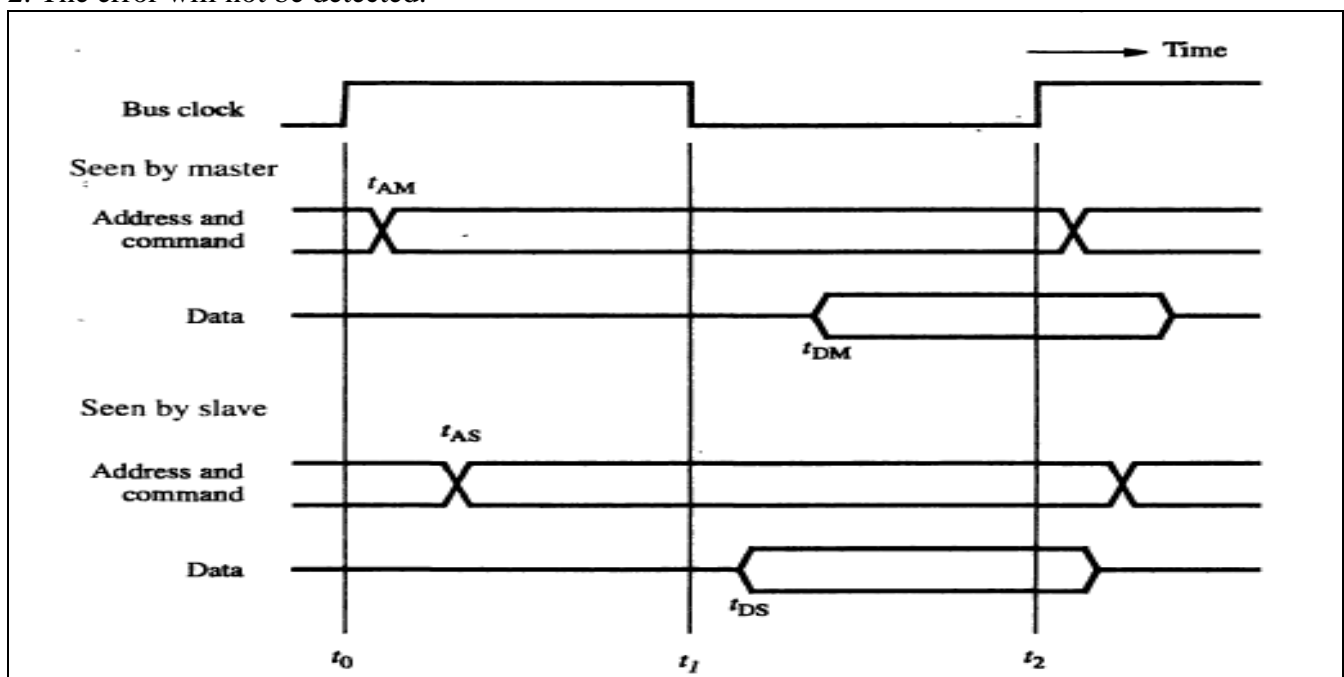 2. The error will not be detected.
Time
Bus clock
Seen by master
tAM
Address and
command
Data
tDM
Seen by slave
tAS
Address and
command
Data
tDS
t0 t1 t2